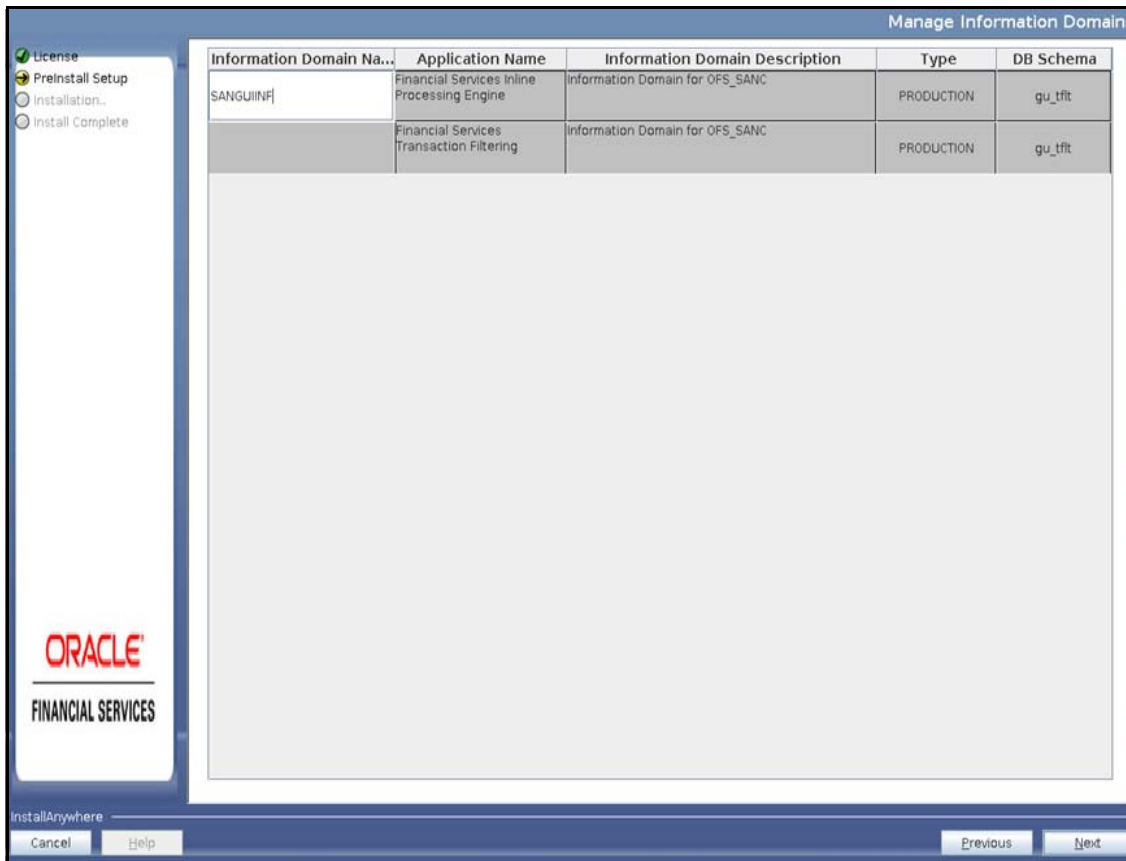 Manage Information Domain
License
PreInstall Setup
Installation..
Install Complete
Information Domain Na... Application Name Information Domain Description Type DB Schema
SANGUIINF Financial Services Inline Processing Engine Information Domain for OFS_SANC PRODUCTION gu_tflt
Financial Services Transaction Filtering Information Domain for OFS_SANC PRODUCTION gu_tflt
ORACLE
FINANCIAL SERVICES
InstallAnywhere
Cancel Help Previous Next